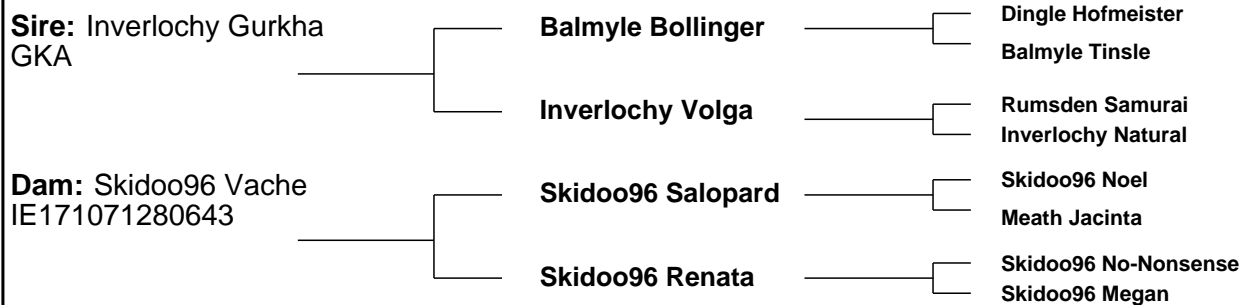 Sire: Inverlochy Gurkha
GKA
Balmyle Bollinger
Dingle Hofmeister
Balmyle Tinsle
Inverlochy Volga
Rumsden Samurai
Inverlochy Natural
Dam: Skidoo96 Vache
IE171071280643
Skidoo96 Salopard
Skidoo96 Noel
Meath Jacinta
Skidoo96 Renata
Skidoo96 No-Nonsense
Skidoo96 Megan